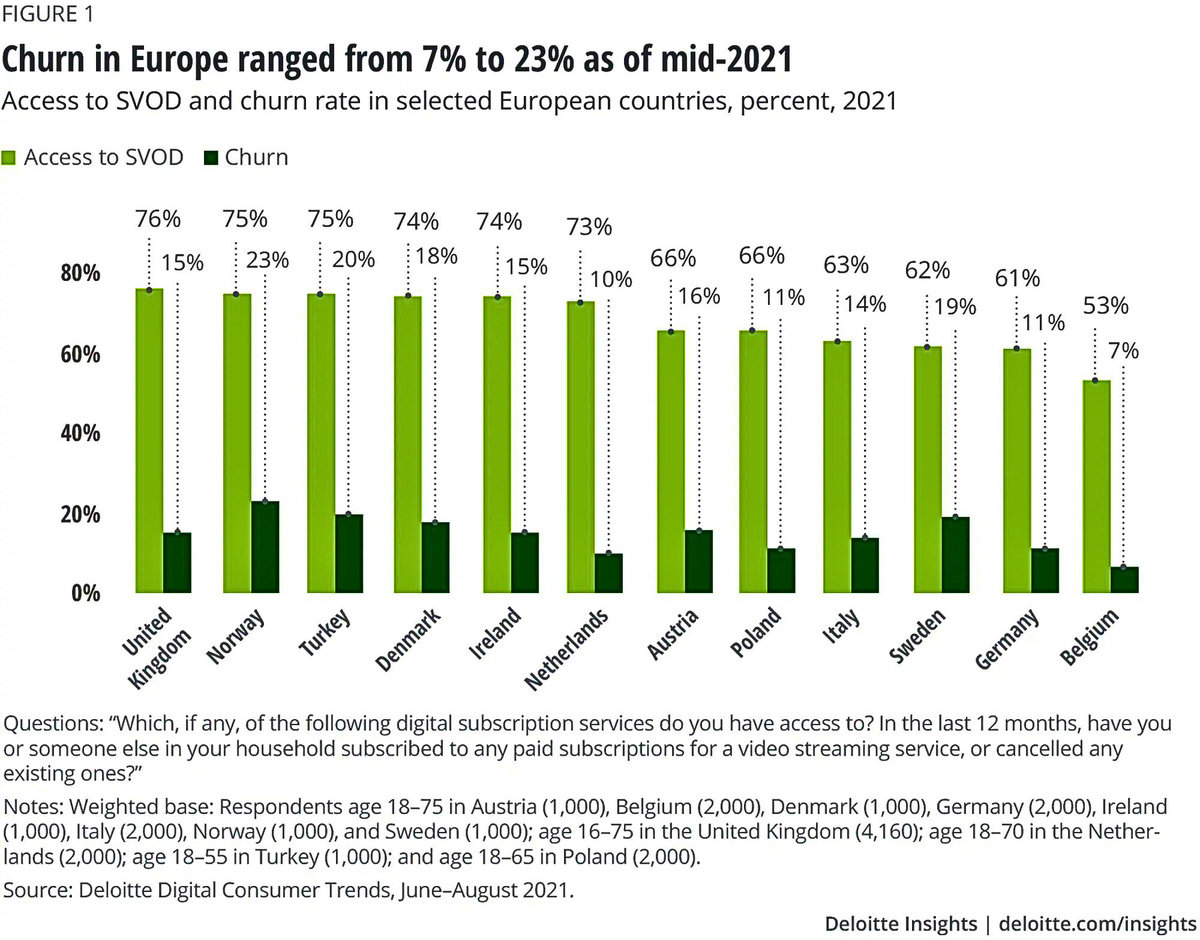 FIGURE 1
Churn in Europe ranged from 7% to 23% as of mid-2021
Access to SVOD and churn rate in selected European countries, percent, 2021
Access to SVOD Churn
76% 75% 75% 74% 74% 73% 66% 66% 63% 62% 61% 53%
15% 23% 20% 18% 15% 10% 16% 11% 14% 19% 11% 7%
80%
60%
40%
20%
0%
United
Kingdom
Norway
Turkey
Denmark
Ireland
Netherlands
Austria
Poland
Italy
Sweden
Germany
Belgium
Questions: “Which, if any, of the following digital subscription services do you have access to? In the last 12 months, have you
or someone else in your household subscribed to any paid subscriptions for a video streaming service, or cancelled any
existing ones?”
Notes: Weighted base: Respondents age 18–75 in Austria (1,000), Belgium (2,000), Denmark (1,000), Germany (2,000), Ireland
(1,000), Italy (2,000), Norway (1,000), and Sweden (1,000); age 16–75 in the United Kingdom (4,160); age 18–70 in the Nether-
lands (2,000); age 18–55 in Turkey (1,000); and age 18–65 in Poland (2,000).
Source: Deloitte Digital Consumer Trends, June–August 2021.
Deloitte Insights | deloitte.com/insights